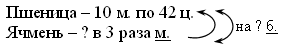 Пшеница – 10 м. по 42 ц.
Ячмень – ? в 3 раза м.
на ? б.